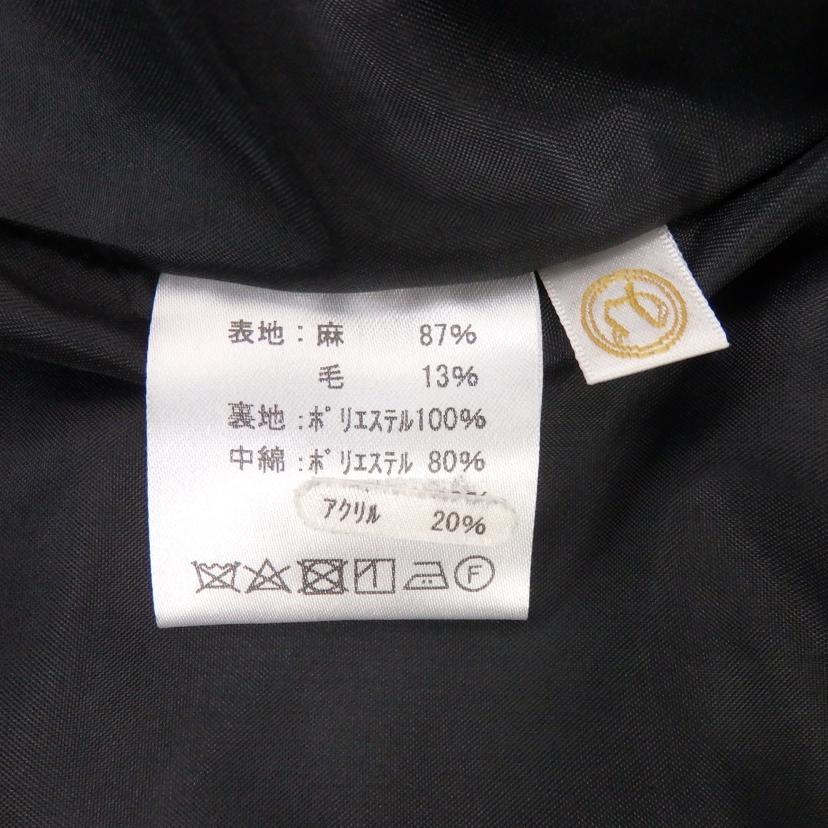 表地：麻 87%
毛 13%
裏地：ポリエステル100%
中綿：ポリエステル 80%
アクリル 20%
F